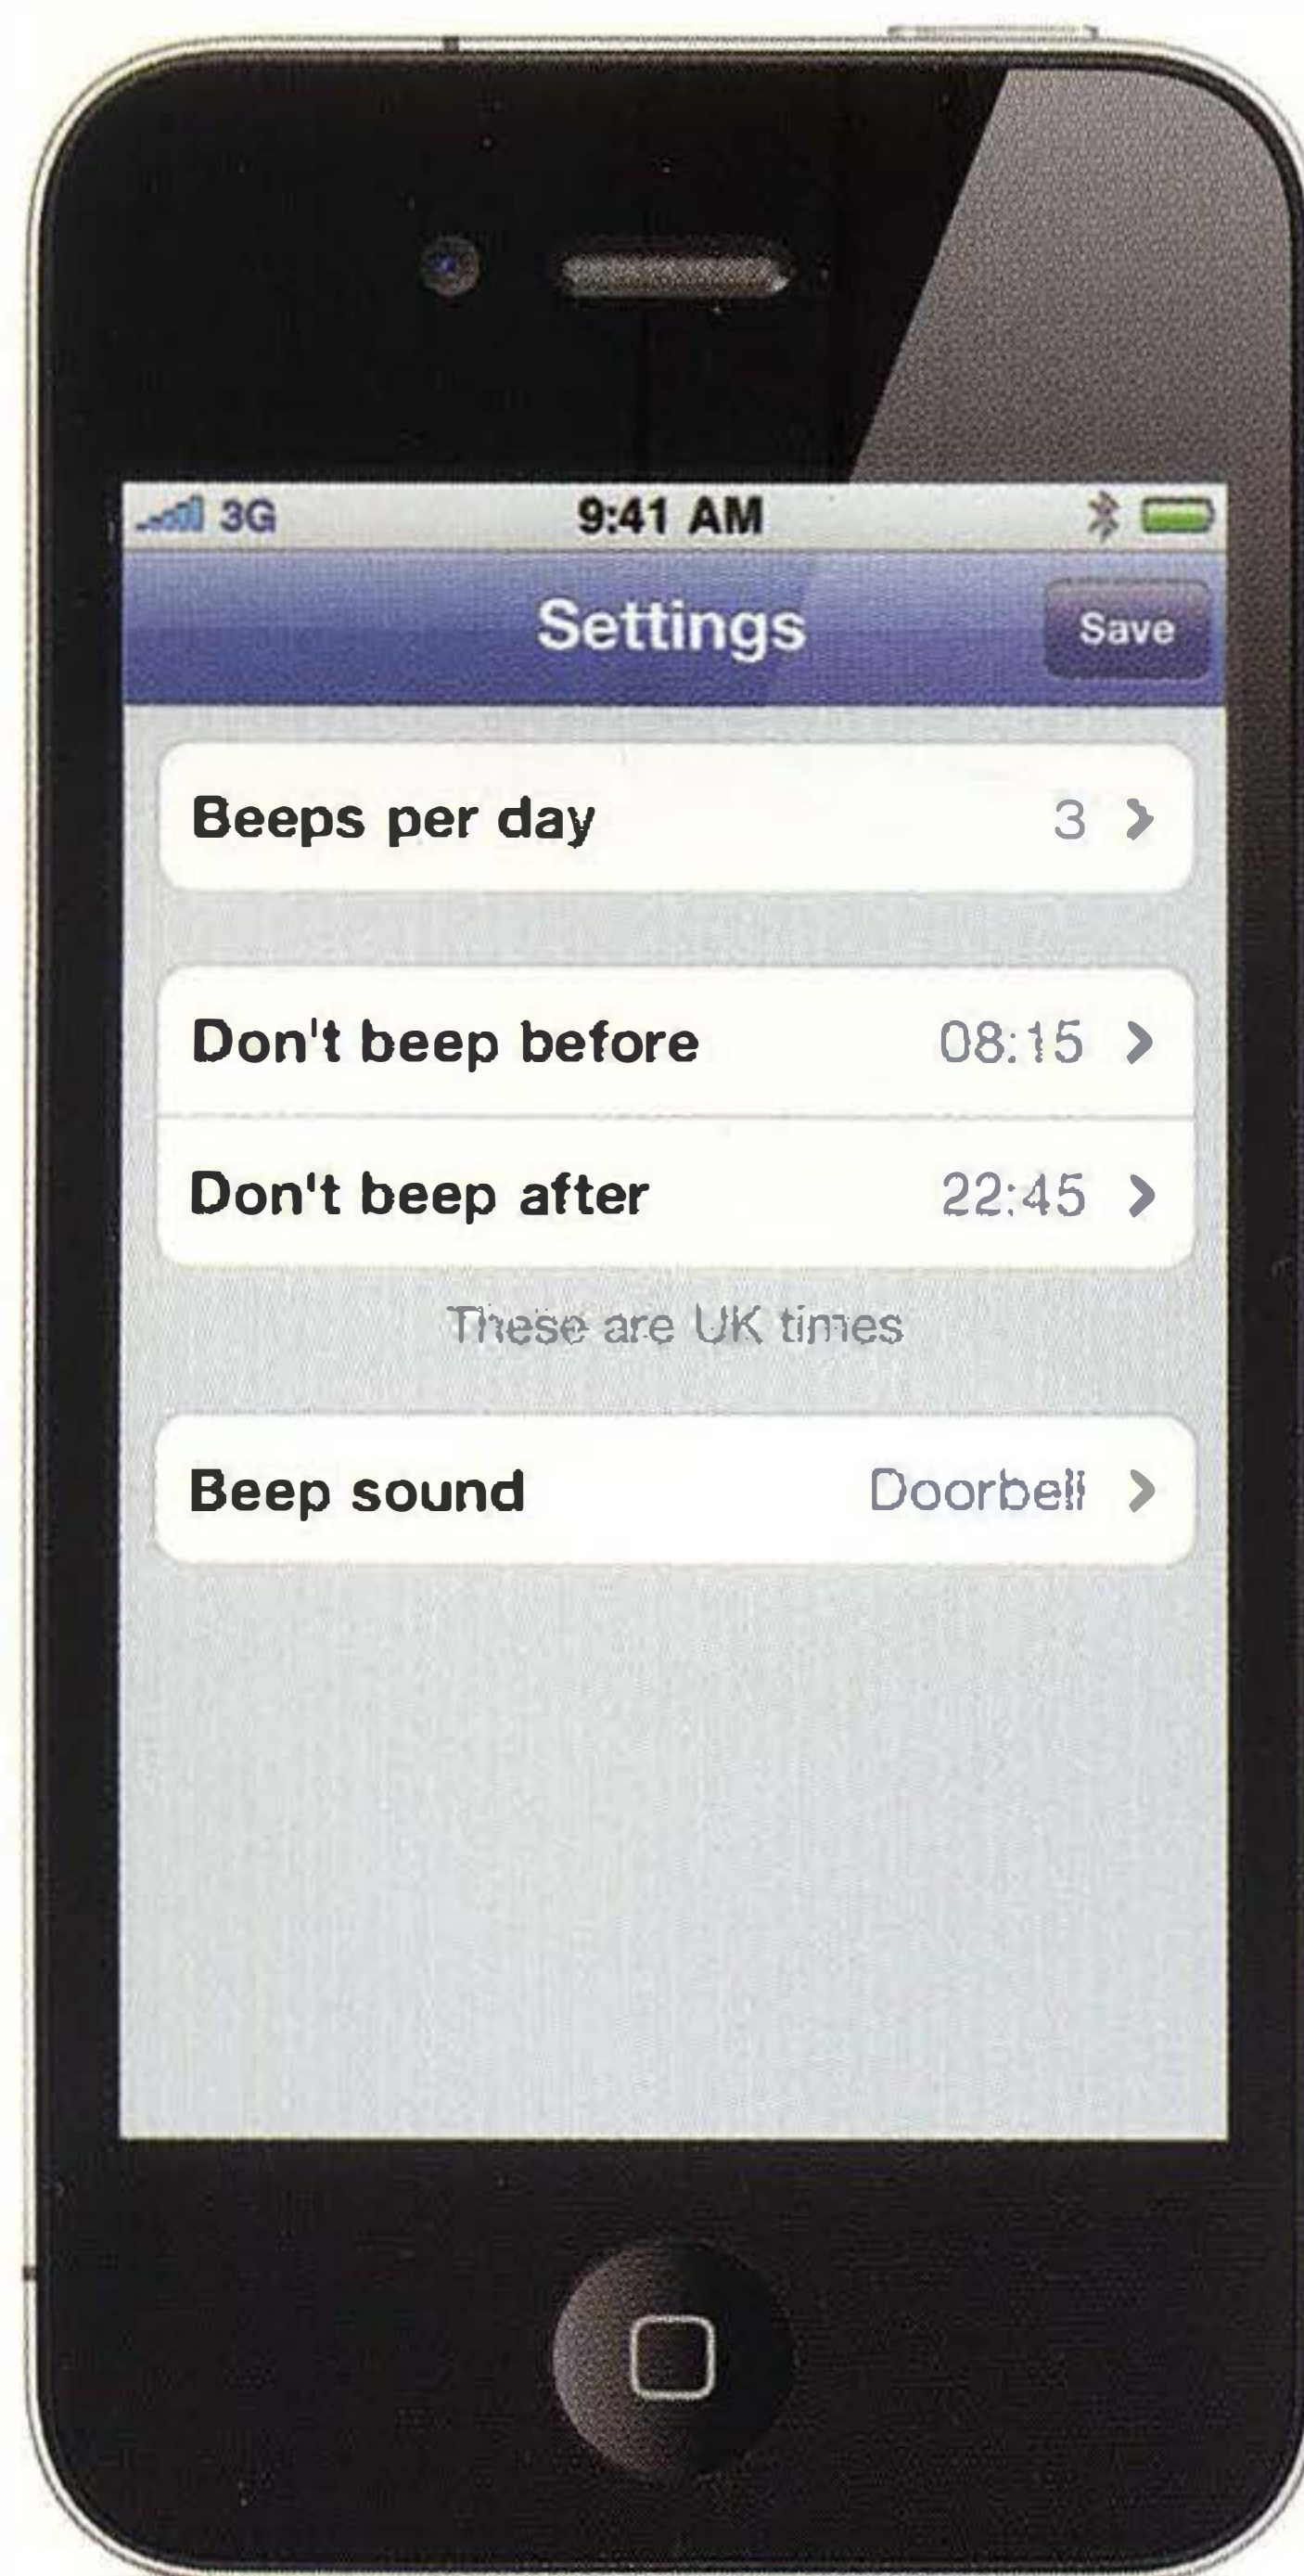 3G 9:41 AM
Settings Save
Beeps per day 3
Don't beep before 08:15
Don't beep after 22:45
These are UK times
Beep sound Doorbell